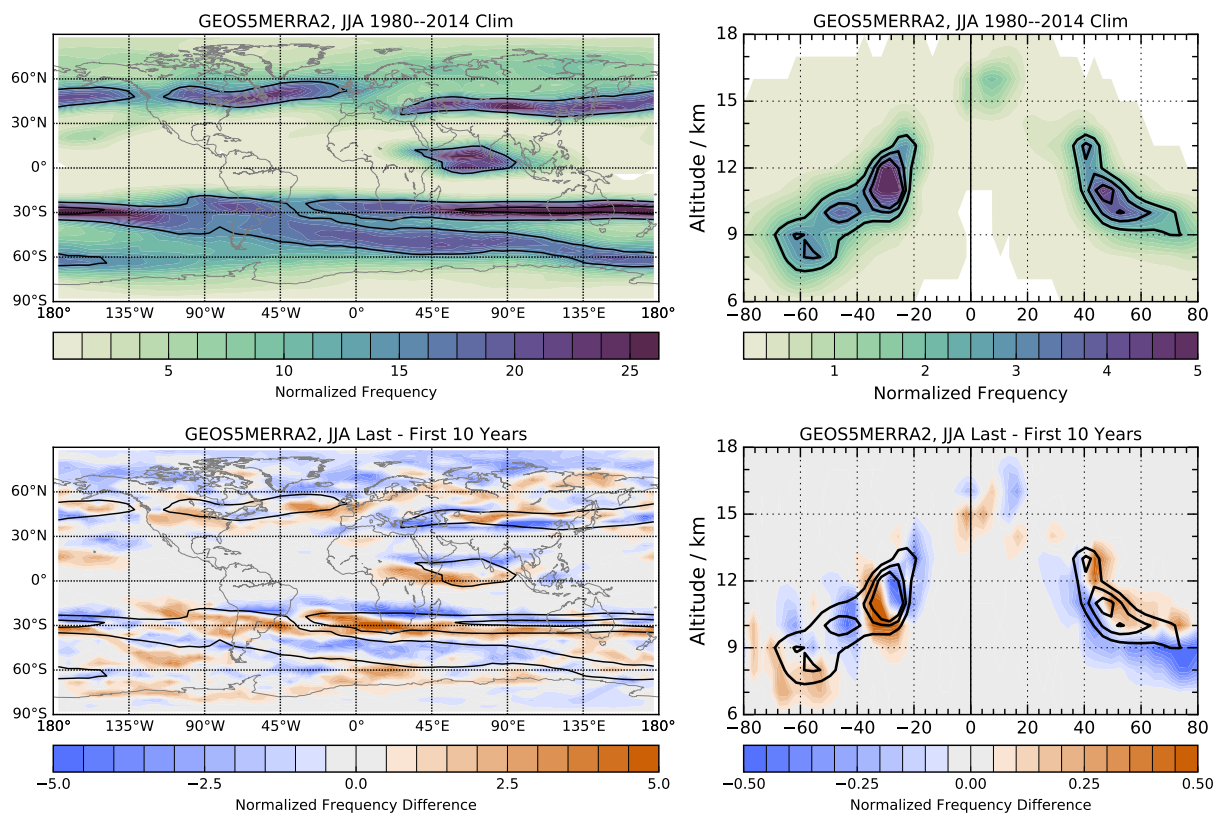 GEOS5MERRA2, JJA 1980--2014 Clim
60°N
30°N
0°
30°S
60°S
90°S
180° 135°W 90°W 45°W 0° 45°E 90°E 135°E 180°
5 10 15 20 25
Normalized Frequency
GEOS5MERRA2, JJA 1980--2014 Clim
Altitude / km
18
15
12
9
6
−80 −60 −40 −20 0 20 40 60 80
1 2 3 4 5
Normalized Frequency
GEOS5MERRA2, JJA Last - First 10 Years
60°N
30°N
0°
30°S
60°S
90°S
180° 135°W 90°W 45°W 0° 45°E 90°E 135°E 180°
−5.0 −2.5 0.0 2.5 5.0
Normalized Frequency Difference
GEOS5MERRA2, JJA Last - First 10 Years
Altitude / km
18
15
12
9
6
−80 −60 −40 −20 0 20 40 60 80
−0.50 −0.25 0.00 0.25 0.50
Normalized Frequency Difference